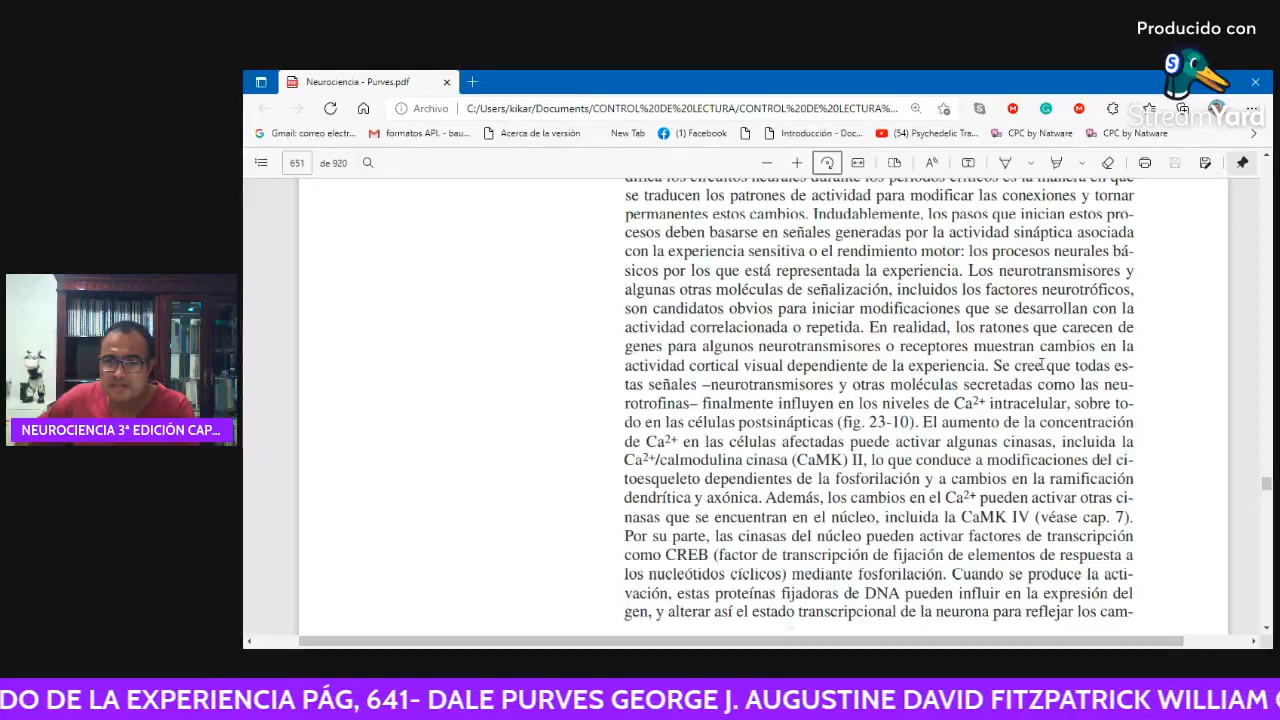 Producido con
StreamYard
Neurociencia - Purves.pdf
Archivo
C:/Users/kikar/Documents/CONTROL%20DE%20LECTURA/CONTROL%20DE%20LECTURA%...
Gmail: correo electr...
formatos API. - bau...
Acerca de la versión
New Tab
(1) Facebook
Introducción - Doc...
(54) Psychedelic Tra...
CPC by Natware
CPC by Natware
651
de 920
difica los circuitos neurales durante los períodos críticos es la manera en que
se traducen los patrones de actividad para modificar las conexiones y tornar
permanentes estos cambios. Indudablemente, los pasos que inician estos pro-
cesos deben basarse en señales generadas por la actividad sináptica asociada
con la experiencia sensitiva o el rendimiento motor: los procesos neurales bá-
sicos por los que está representada la experiencia. Los neurotransmisores y
algunas otras moléculas de señalización, incluidos los factores neurotróficos,
son candidatos obvios para iniciar modificaciones que se desarrollan con la
actividad correlacionada o repetida. En realidad, los ratones que carecen de
genes para algunos neurotransmisores o receptores muestran cambios en la
actividad cortical visual dependiente de la experiencia. Se cree que todas es-
tas señales –neurotransmisores y otras moléculas secretadas como las neu-
rotrofinas– finalmente influyen en los niveles de Ca2+ intracelular, sobre to-
do en las células postsinápticas (fig. 23-10). El aumento de la concentración
de Ca2+ en las células afectadas puede activar algunas cinasas, incluida la
Ca2+/calmodulina cinasa (CaMK) II, lo que conduce a modificaciones del ci-
toesqueleto dependientes de la fosforilación y a cambios en la ramificación
dendrítica y axónica. Además, los cambios en el Ca2+ pueden activar otras ci-
nasas que se encuentran en el núcleo, incluida la CaMK IV (véase cap. 7).
Por su parte, las cinasas del núcleo pueden activar factores de transcripción
como CREB (factor de transcripción de fijación de elementos de respuesta a
los nucleótidos cíclicos) mediante fosforilación. Cuando se produce la acti-
vación, estas proteínas fijadoras de DNA pueden influir en la expresión del
gen, y alterar así el estado transcripcional de la neurona para reflejar los cam-
NEUROCIENCIA 3ª EDICIÓN CAP...
DO DE LA EXPERIENCIA PÁG, 641- DALE PURVES GEORGE J. AUGUSTINE DAVID FITZPATRICK WILLIAM